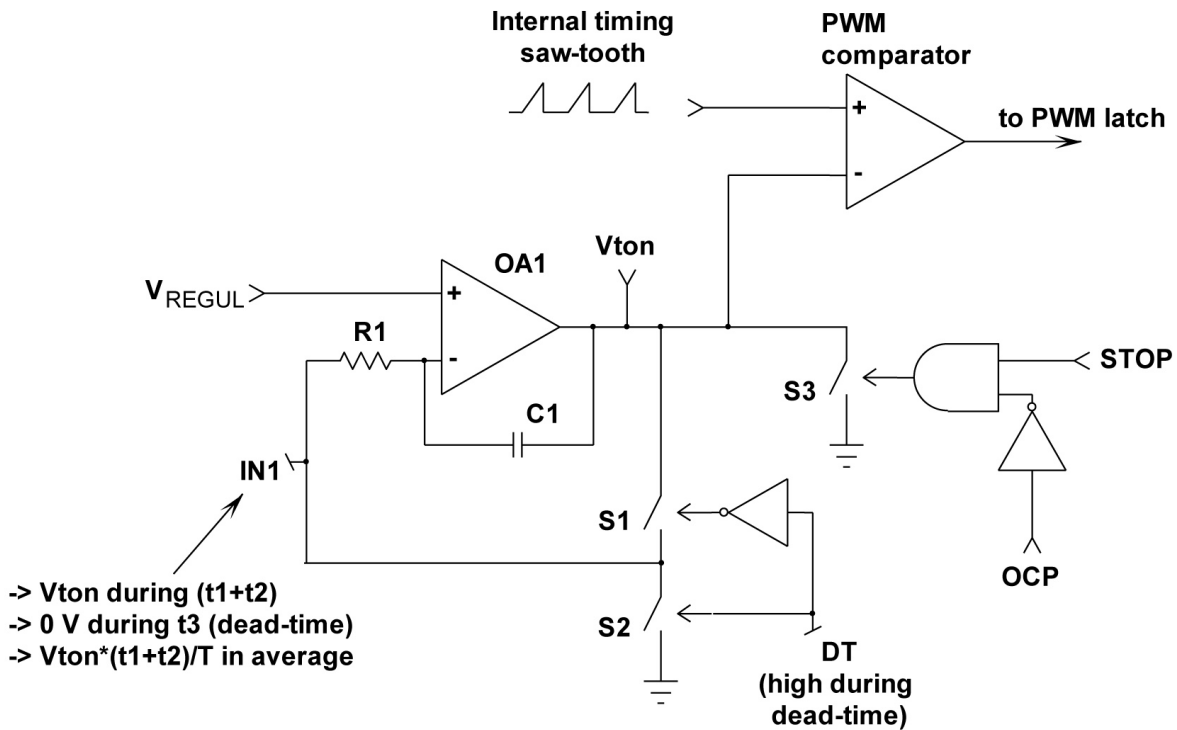 Internal timing
saw-tooth
PWM
comparator
+
-
to PWM latch
Vton
OA1
VREGUL
+
-
R1
C1
S3
STOP
OCP
IN1
S1
S2
DT
(high during
dead-time)
-> Vton during (t1+t2)
-> 0 V during t3 (dead-time)
-> Vton*(t1+t2)/T in average